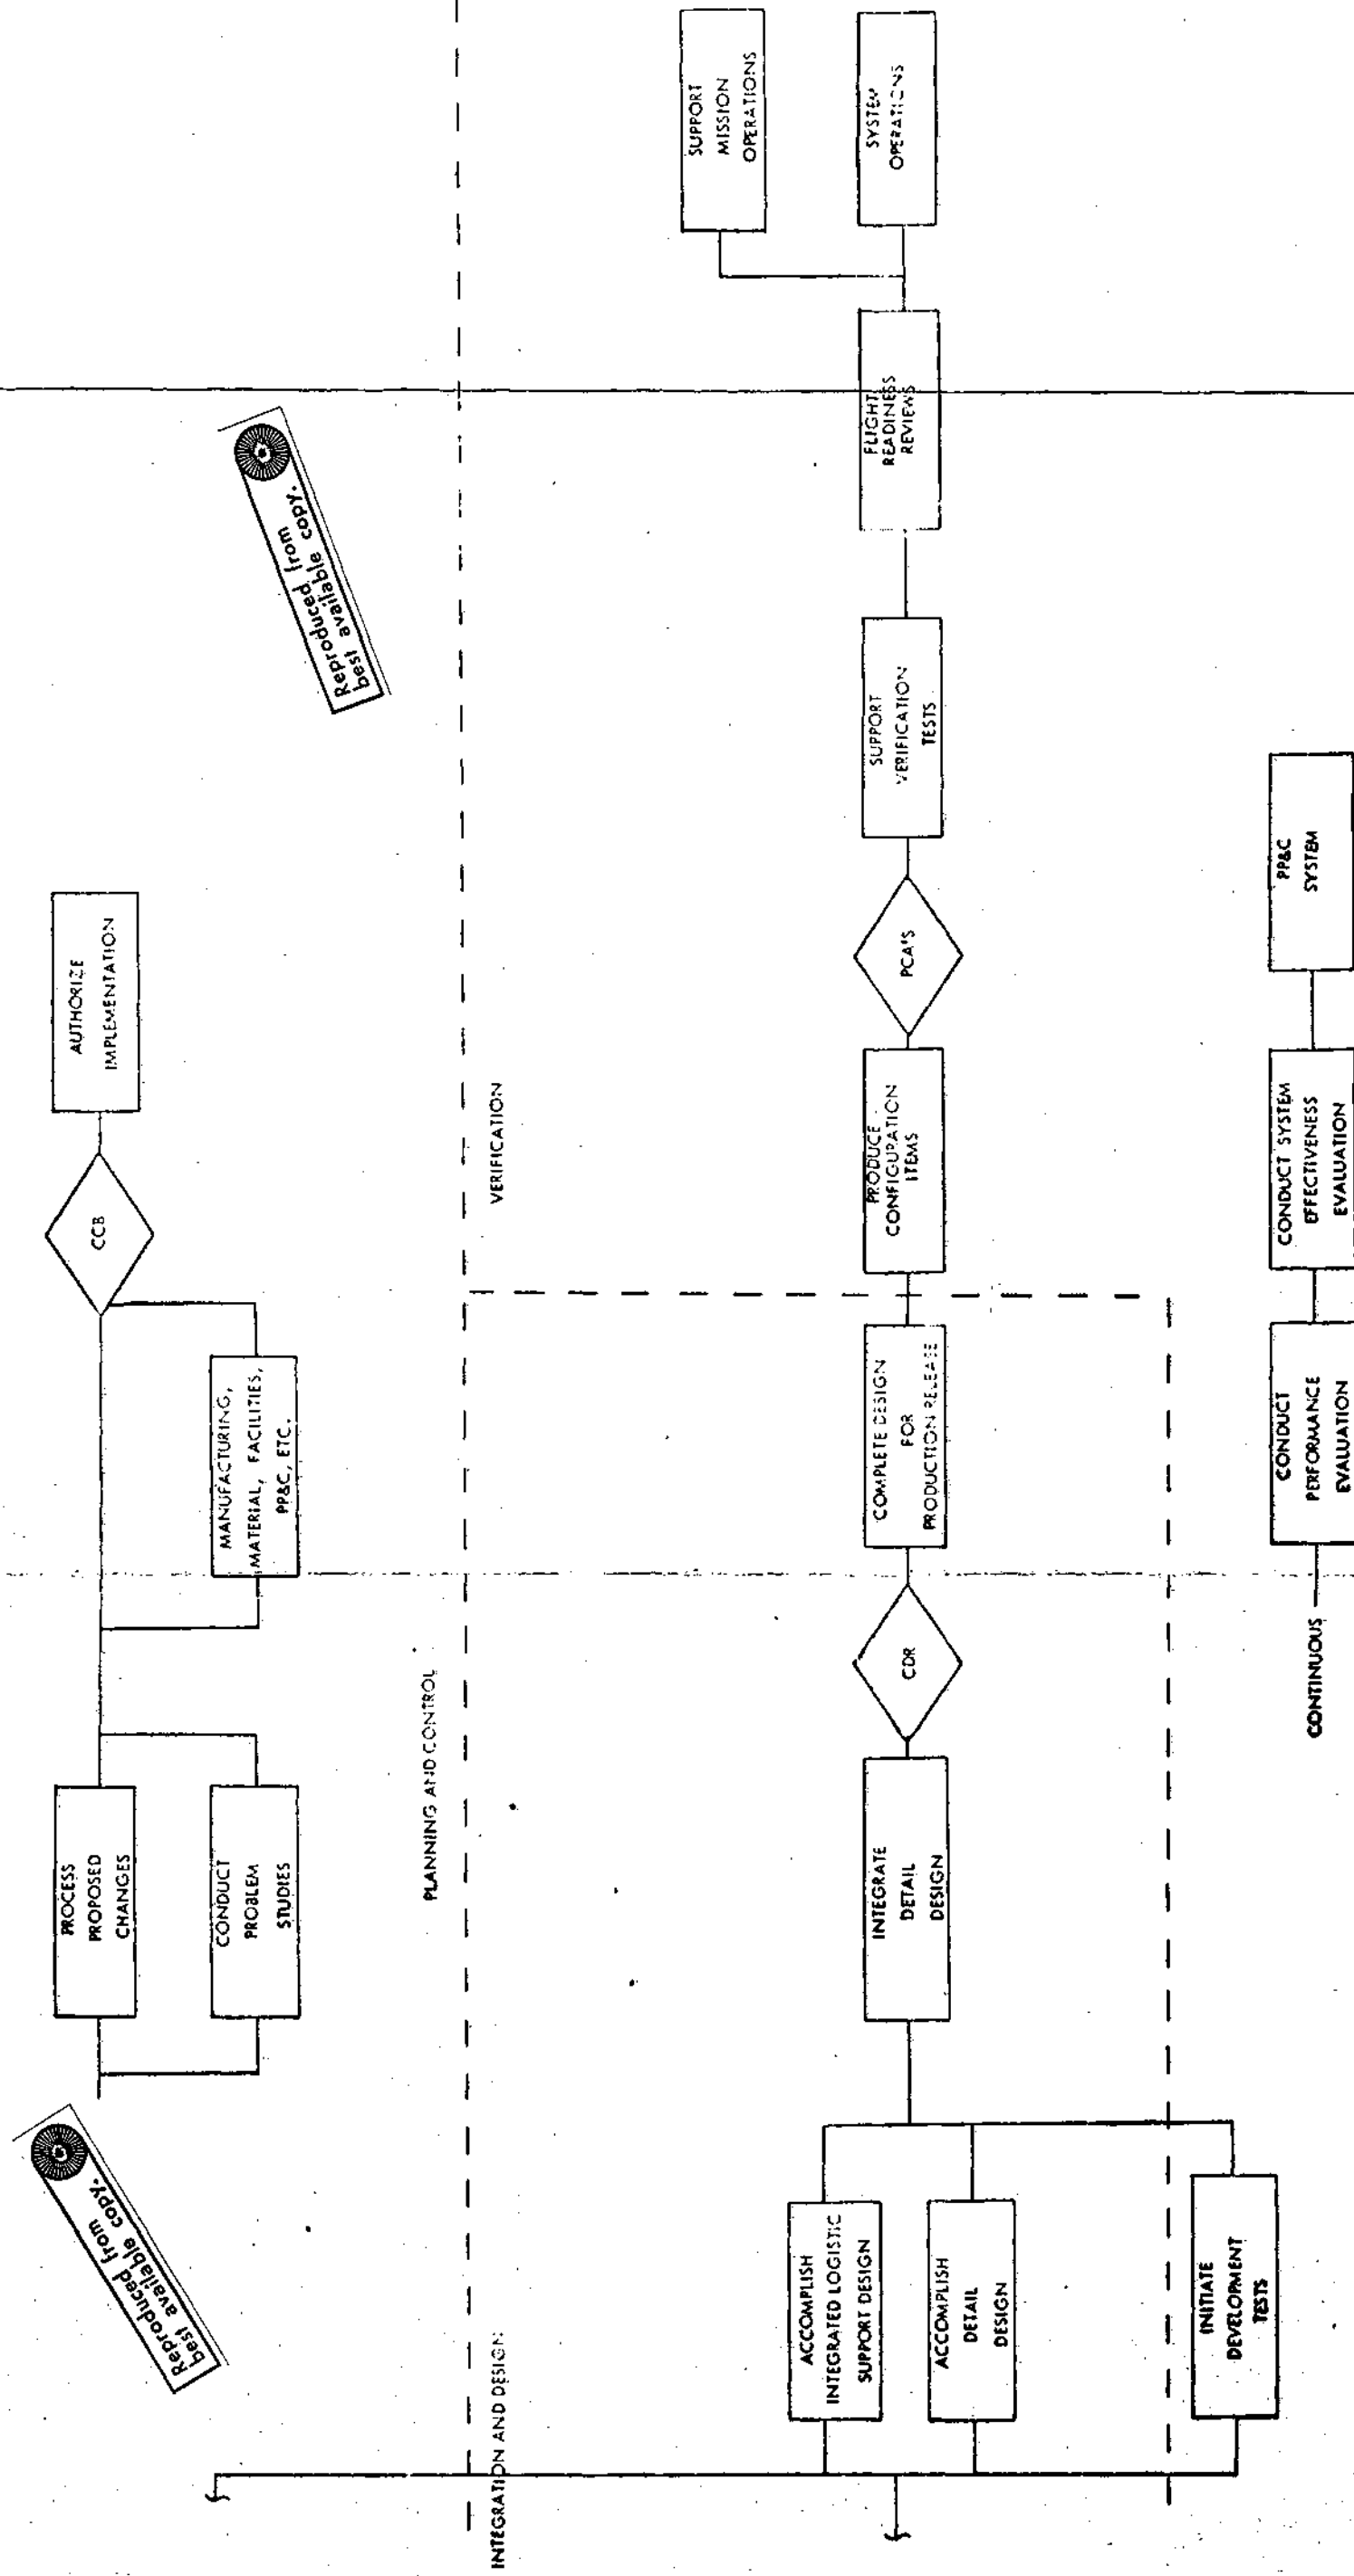 Reproduced from
best available copy.
PROCESS
PROPOSED
CHANGES
CONDUCT
PROBLEM
STUDIES
MANUFACTURING,
MATERIAL, FACILITIES,
PP&C, ETC.
CCB
AUTHORIZE
IMPLEMENTATION
Reproduced from
best available copy.
PLANNING AND CONTROL
INTEGRATION AND DESIGN
VERIFICATION
ACCOMPLISH
INTEGRATED LOGISTIC
SUPPORT DESIGN
ACCOMPLISH
DETAIL
DESIGN
INITIATE
DEVELOPMENT
TESTS
INTEGRATE
DETAIL
DESIGN
CDR
COMPLETE DESIGN
FOR
PRODUCTION RELEASE
PRODUCE
CONFIGURATION
ITEMS
PCA'S
SUPPORT
VERIFICATION
TESTS
FLIGHT
READINESS
REVIEWS
SUPPORT
MISSION
OPERATIONS
SYSTEM
OPERATIONS
CONTINUOUS
CONDUCT
PERFORMANCE
EVALUATION
CONDUCT SYSTEM
EFFECTIVENESS
EVALUATION
PP&C
SYSTEM